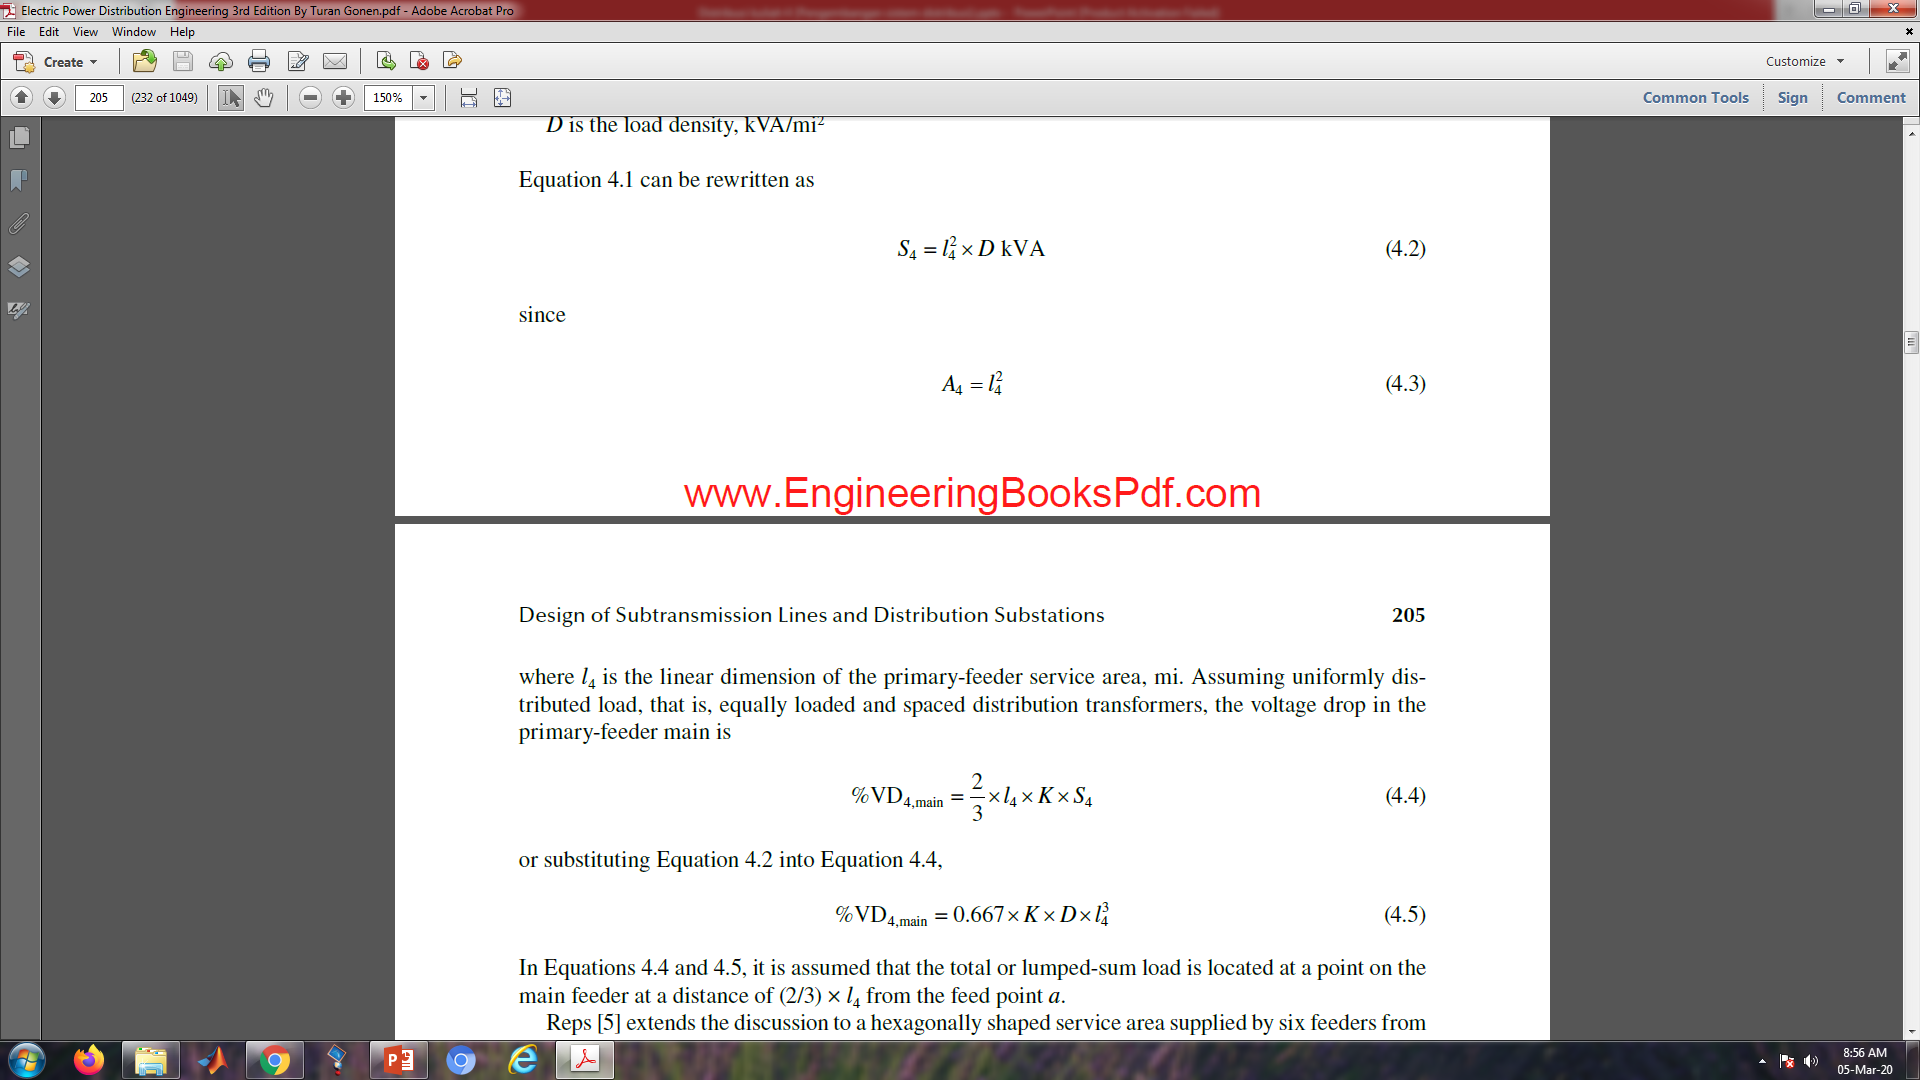 Electric Power Distribution Engineering 3rd Edition By Turan Gonen.pdf - Adobe Acrobat Pro
File Edit View Window Help
Create
Customize
205 (232 of 1049) 150%
Common Tools Sign Comment
D is the load density, kVA/mi²
Equation 4.1 can be rewritten as
S₄ = l₄² × D kVA (4.2)
since
A₄ = l₄² (4.3)
www.EngineeringBooksPdf.com
Design of Subtransmission Lines and Distribution Substations 205
where l₄ is the linear dimension of the primary-feeder service area, mi. Assuming uniformly dis-
tributed load, that is, equally loaded and spaced distribution transformers, the voltage drop in the
primary-feeder main is
%VD₄,main = 2/3 × l₄ × K × S₄ (4.4)
or substituting Equation 4.2 into Equation 4.4,
%VD₄,main = 0.667 × K × D × l₄³ (4.5)
In Equations 4.4 and 4.5, it is assumed that the total or lumped-sum load is located at a point on the
main feeder at a distance of (2/3) × l₄ from the feed point a.
Reps [5] extends the discussion to a hexagonally shaped service area supplied by six feeders from
8:56 AM
05-Mar-20